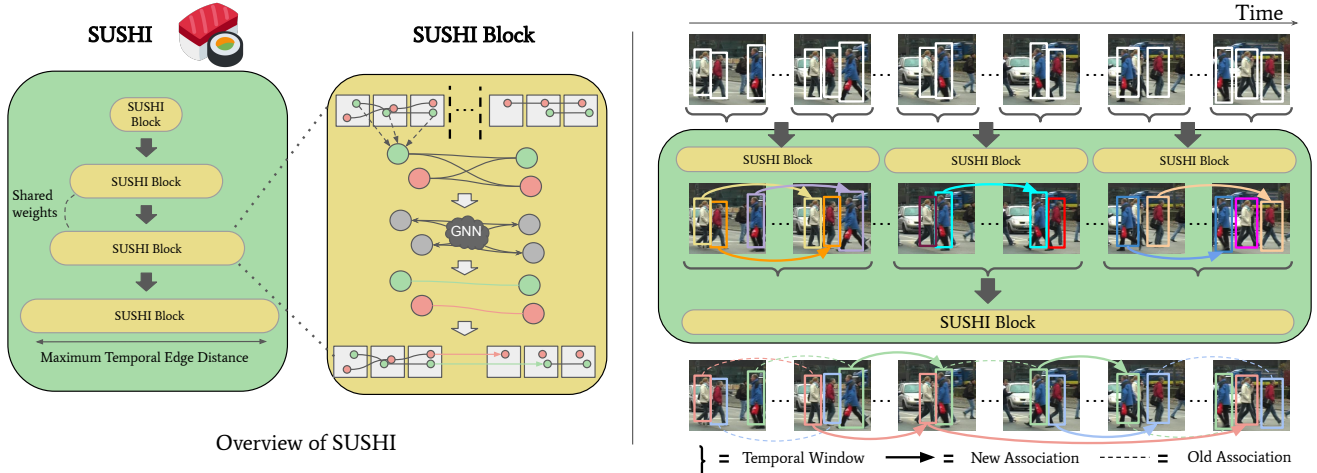 SUSHI
SUSHI
Block
SUSHI Block
Shared
weights
SUSHI Block
SUSHI Block
Maximum Temporal Edge Distance
SUSHI Block
...
GNN
Overview of SUSHI
Time
... ... ... ... ...
SUSHI Block
SUSHI Block
SUSHI Block
... ... ...
SUSHI Block
... ... ... ... ...
} = Temporal Window
= New Association
= Old Association